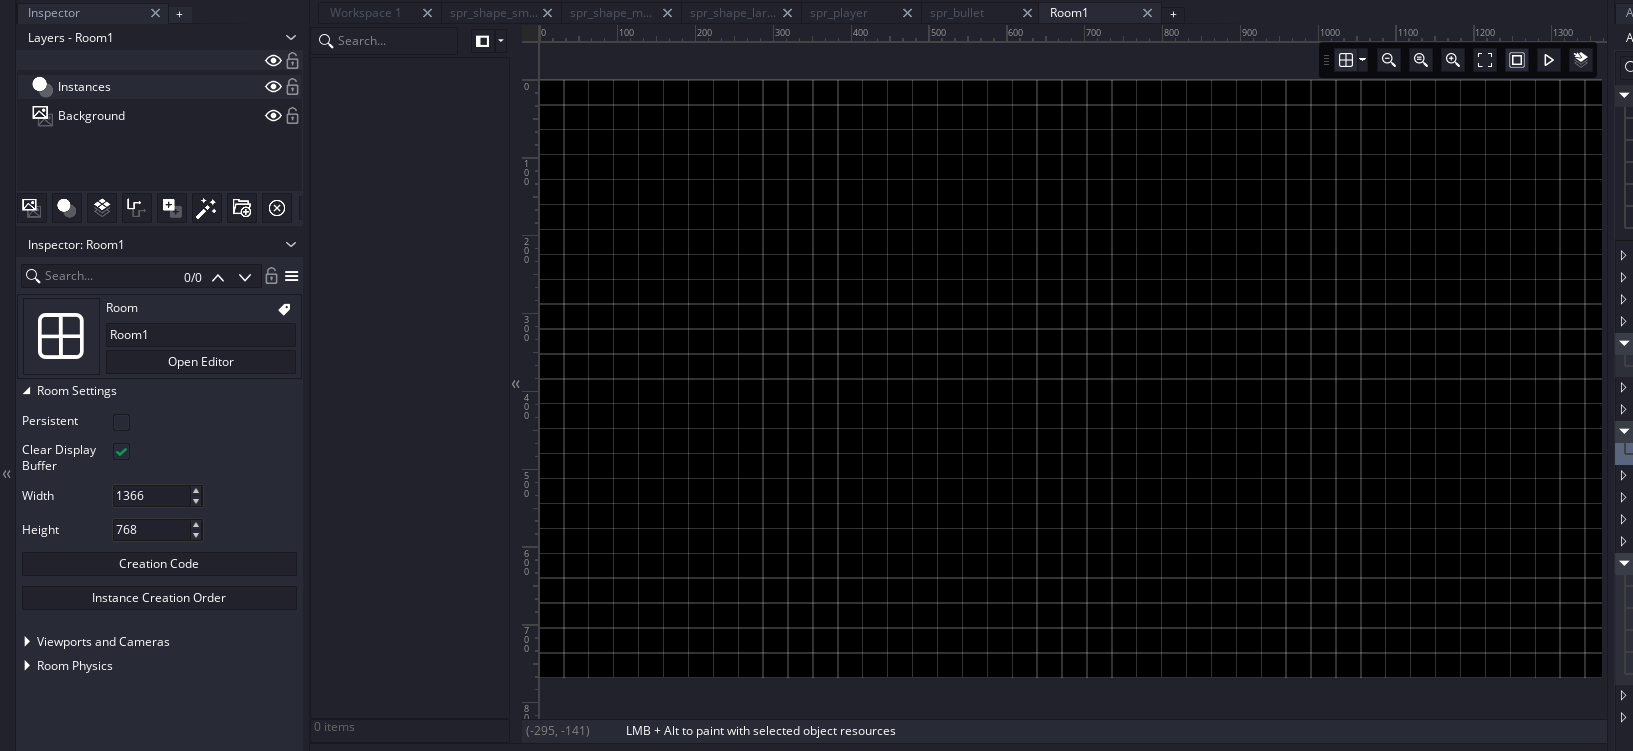 Inspector
Workspace 1
spr_shape_sm...
spr_shape_m...
spr_shape_lar...
spr_player
spr_bullet
Room1
+
+
Layers - Room1
Instances
Background
Inspector: Room1
Search...
0/0
Room
Room1
Open Editor
Room Settings
Persistent
Clear Display
Buffer
Width
1366
Height
768
Creation Code
Instance Creation Order
Viewports and Cameras
Room Physics
Search...
0 items
0
100
200
300
400
500
600
700
800
900
1000
1100
1200
1300
0
100
200
300
400
500
600
700
80
(-295, -141)
LMB + Alt to paint with selected object resources
A
A